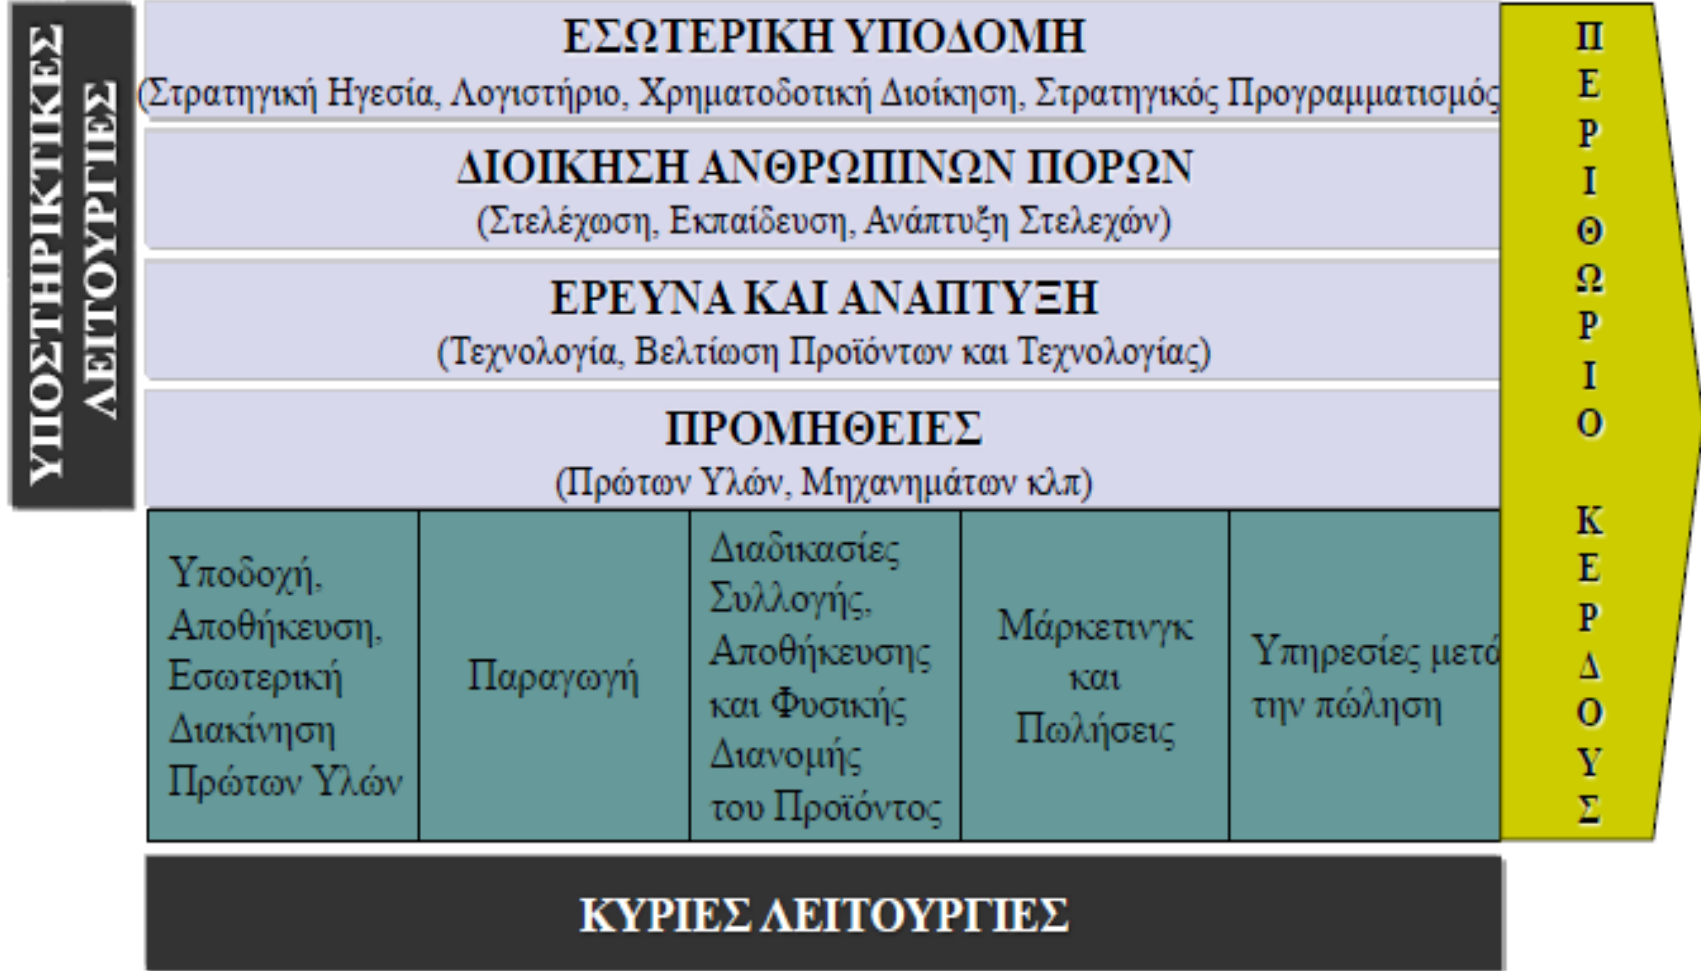 ΥΠΟΣΤΗΡΙΚΤΙΚΕΣ
ΛΕΙΤΟΥΡΓΙΕΣ
ΕΣΩΤΕΡΙΚΗ ΥΠΟΔΟΜΗ
(Στρατηγική Ηγεσία, Λογιστήριο, Χρηματοδοτική Διοίκηση, Στρατηγικός Προγραμματισμός
ΔΙΟΙΚΗΣΗ ΑΝΘΡΩΠΙΝΩΝ ΠΟΡΩΝ
(Στελέχωση, Εκπαίδευση, Ανάπτυξη Στελεχών)
ΕΡΕΥΝΑ ΚΑΙ ΑΝΑΠΤΥΞΗ
(Τεχνολογία, Βελτίωση Προϊόντων και Τεχνολογίας)
ΠΡΟΜΗΘΕΙΕΣ
(Πρώτων Υλών, Μηχανημάτων κλπ)
Υποδοχή,
Αποθήκευση,
Εσωτερική
Διακίνηση
Πρώτων Υλών
Παραγωγή
Διαδικασίες
Συλλογής,
Αποθήκευσης
και Φυσικής
Διανομής
του Προϊόντος
Μάρκετινγκ
και
Πωλήσεις
Υπηρεσίες μετά
την πώληση
ΚΥΡΙΕΣ ΛΕΙΤΟΥΡΓΙΕΣ
ΠΕΡΙΘΩΡΙΟ ΚΕΡΔΟΥΣ